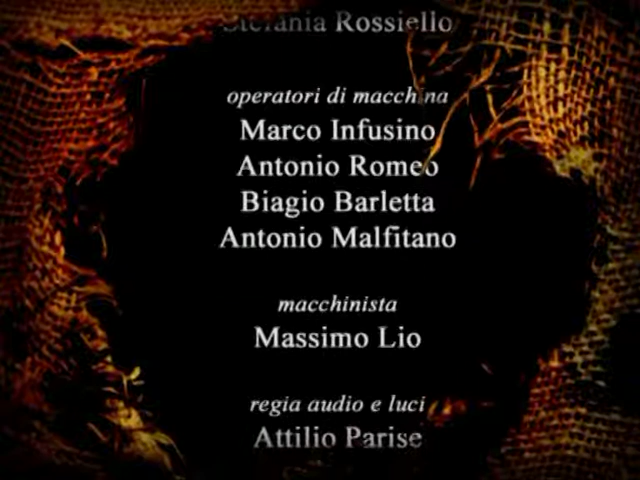 Stefania Rossiello
operatori di macchina
Marco Infusino
Antonio Romeo
Biagio Barletta
Antonio Malfitano
macchinista
Massimo Lio
regia audio e luci
Attilio Parise